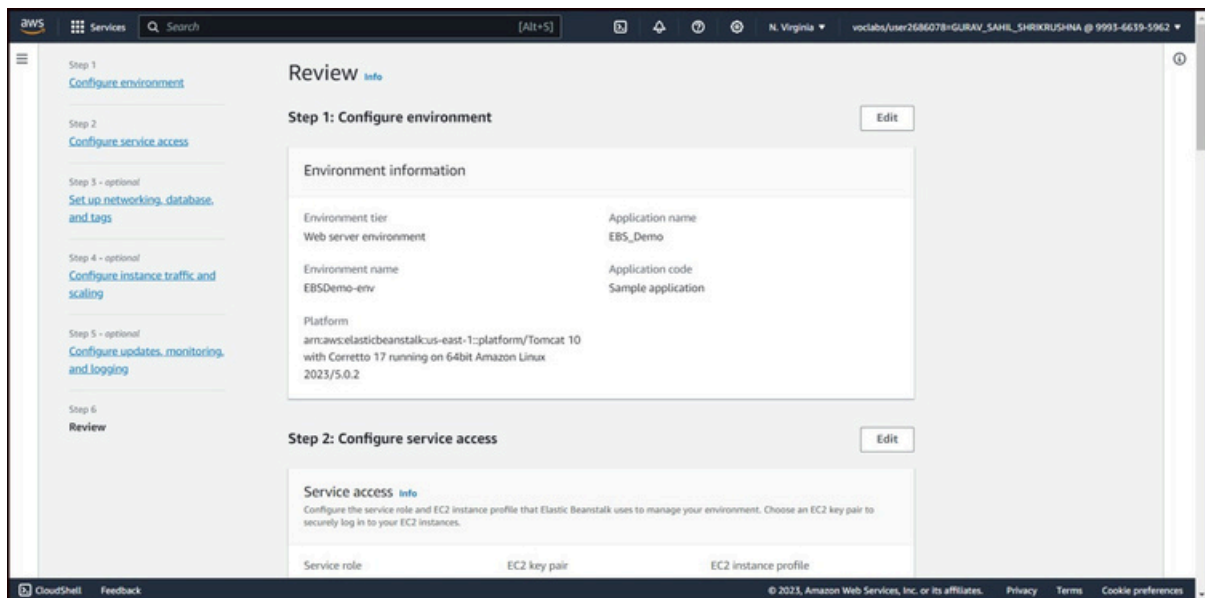 aws Services Search [Alt+S] N. Virginia ▼ voclabs/user2686078=GURAV_SAHIL_SHRIKRUSHNA @ 9993-6639-5962 ▼
Step 1
Configure environment
Step 2
Configure service access
Step 3 - optional
Set up networking, database,
and tags
Step 4 - optional
Configure instance traffic and
scaling
Step 5 - optional
Configure updates, monitoring,
and logging
Step 6
Review
Review Info
Step 1: Configure environment
Edit
Environment information
Environment tier
Web server environment
Application name
EBS_Demo
Environment name
EBSDemo-env
Application code
Sample application
Platform
arn:aws:elasticbeanstalk:us-east-1::platform/Tomcat 10
with Corretto 17 running on 64bit Amazon Linux
2023/5.0.2
Step 2: Configure service access
Edit
Service access Info
Configure the service role and EC2 instance profile that Elastic Beanstalk uses to manage your environment. Choose an EC2 key pair to
securely log in to your EC2 instances.
Service role EC2 key pair EC2 instance profile
CloudShell Feedback © 2023, Amazon Web Services, Inc. or its affiliates. Privacy Terms Cookie preferences